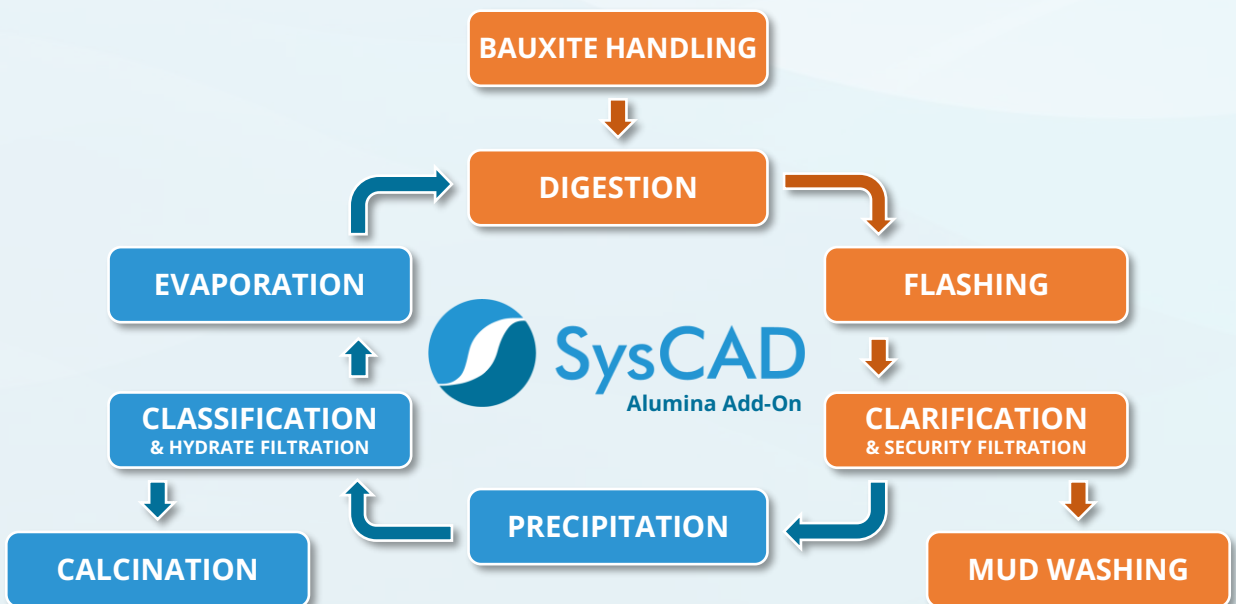 BAUXITE HANDLING
DIGESTION
EVAPORATION
FLASHING
SysCAD
Alumina Add-On
CLASSIFICATION
& HYDRATE FILTRATION
CLARIFICATION
& SECURITY FILTRATION
PRECIPITATION
CALCINATION
MUD WASHING